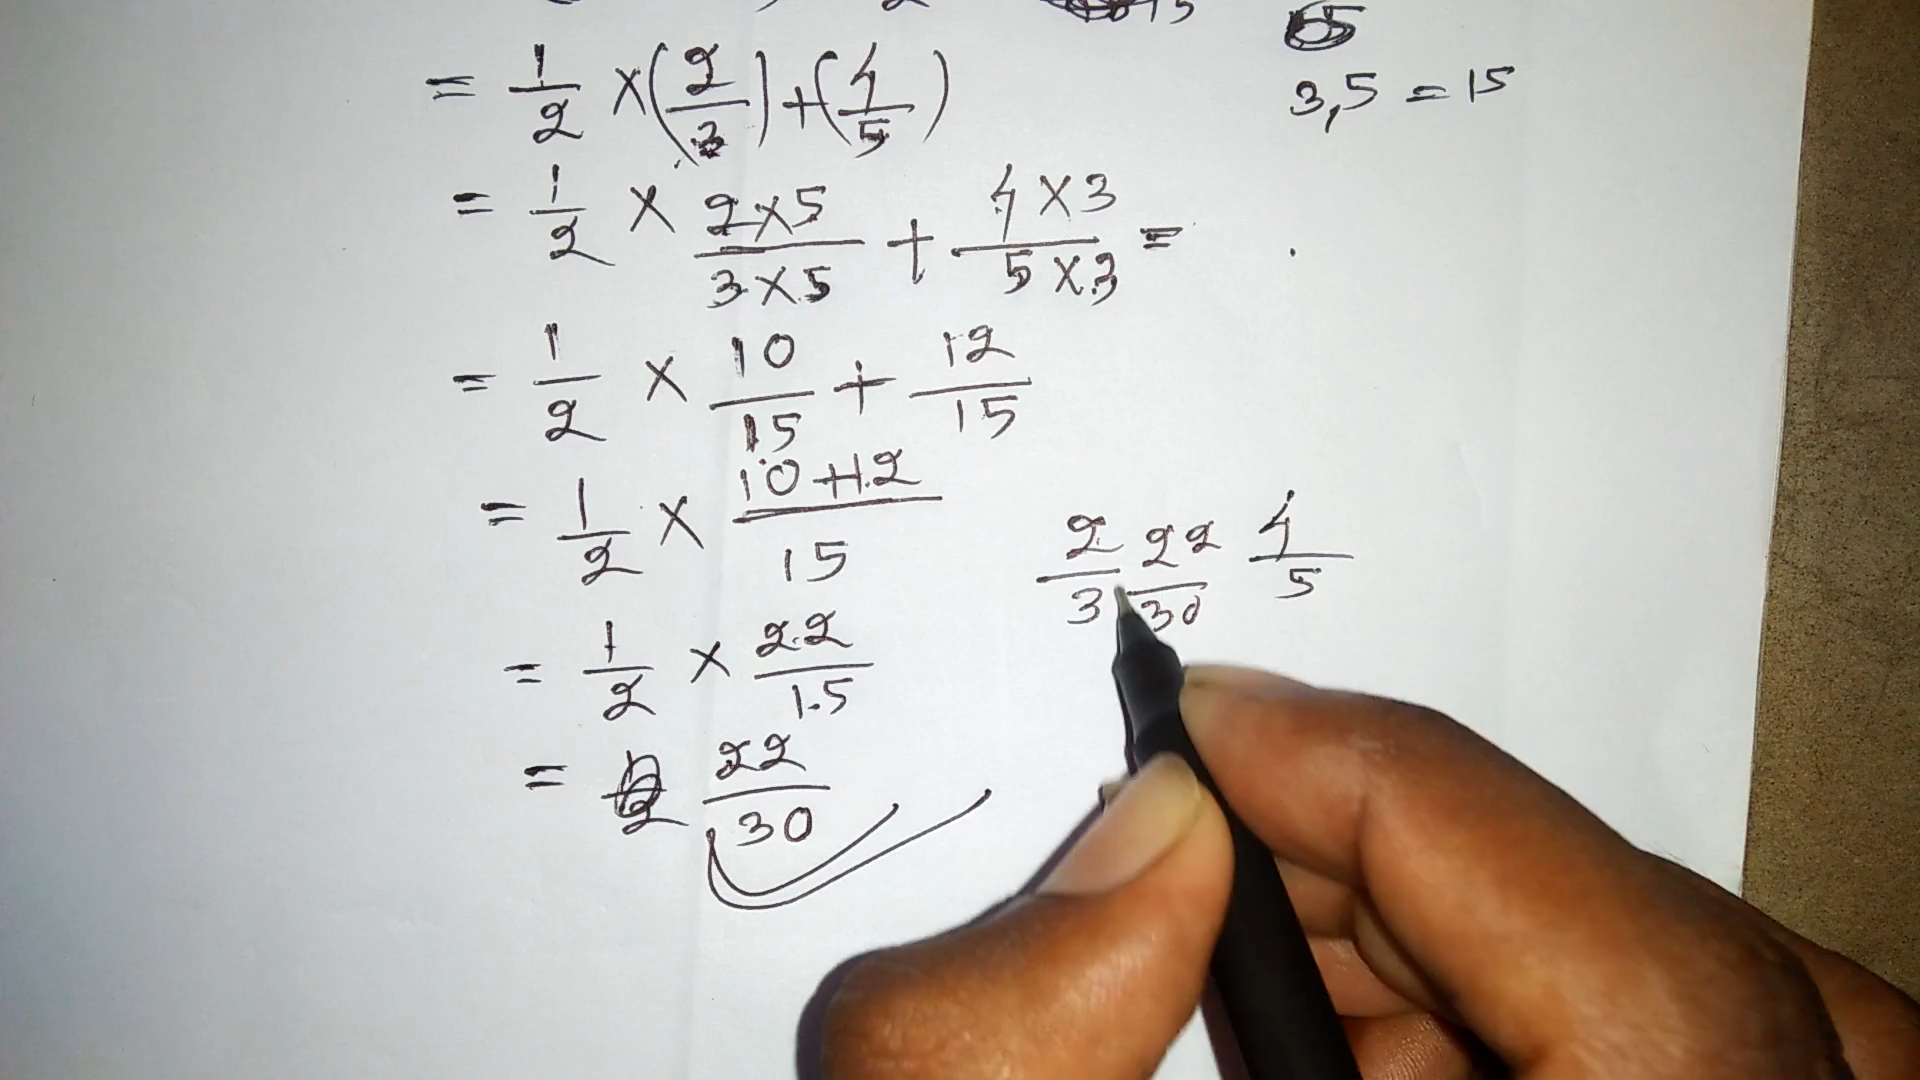 3,5 = 15
= 1/2 × (2/3) + (4/5)
= 1/2 × 2×5/3×5 + 4×3/5×3 =
= 1/2 × 10/15 + 12/15
= 1/2 × 10+12/15
2/3 22/30 4/5
= 1/2 × 22/15
= 22/30